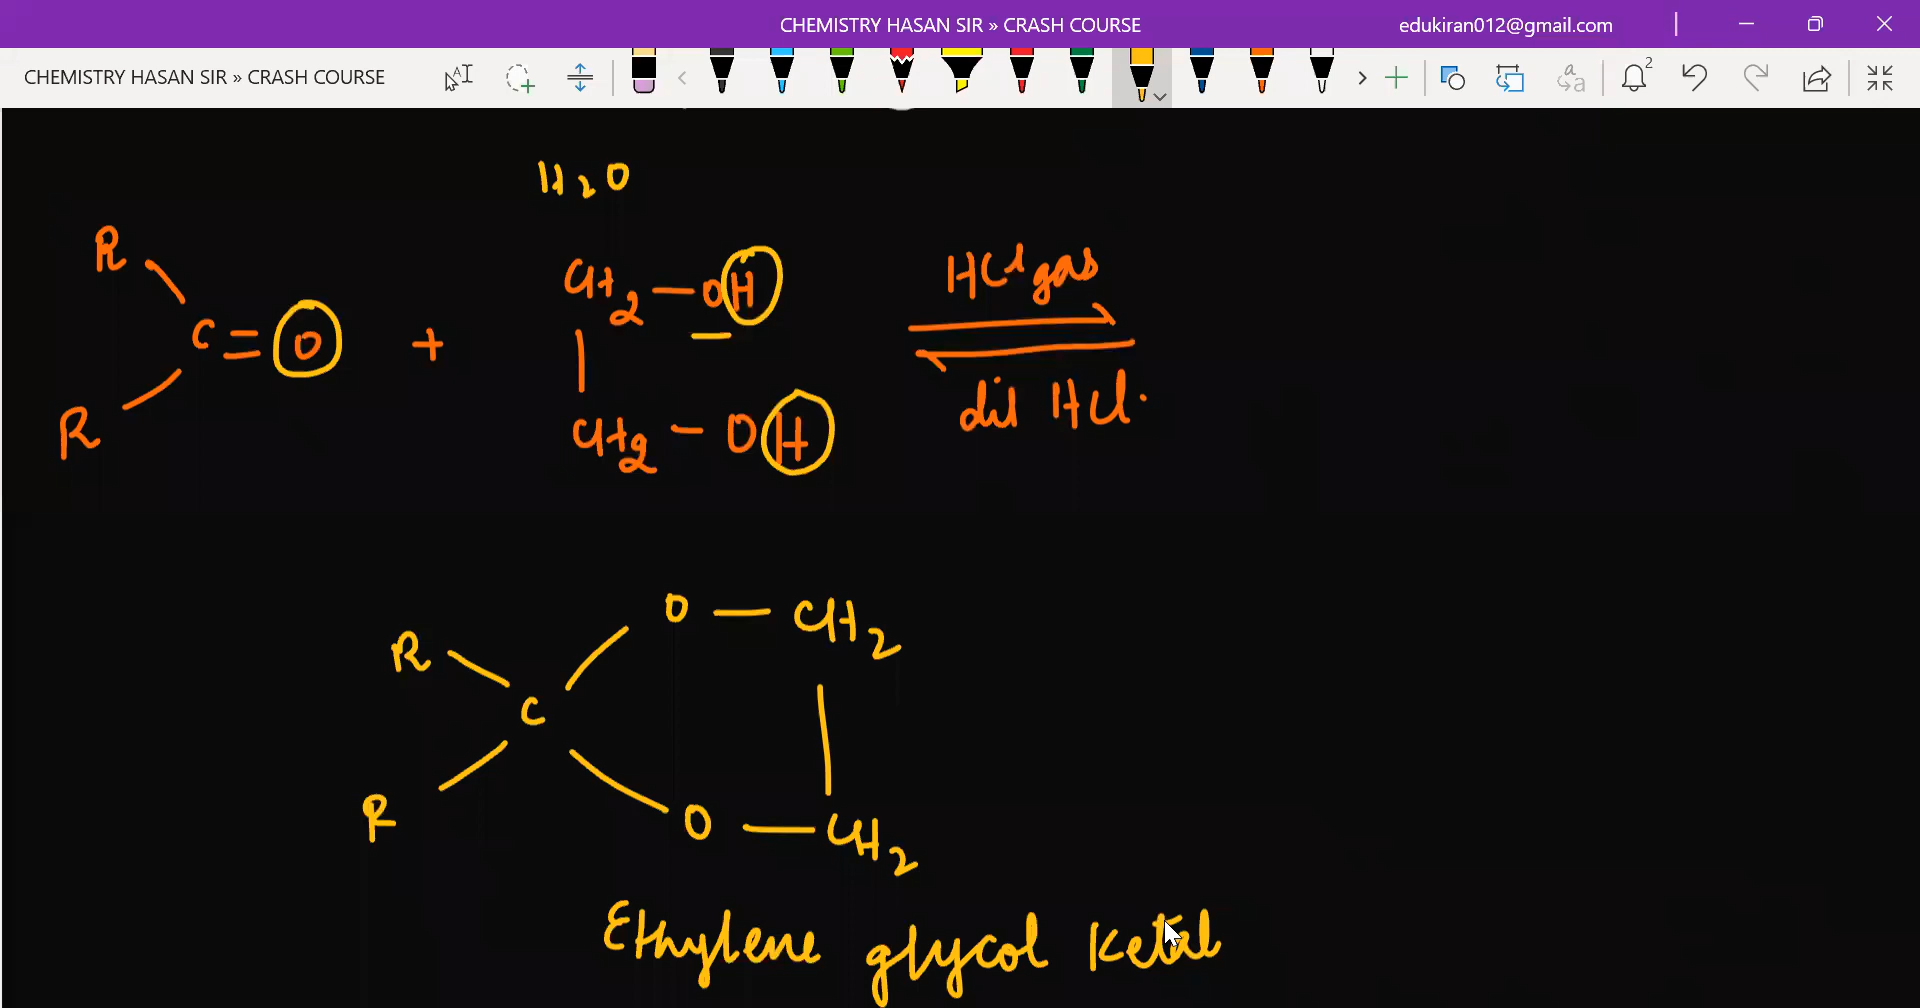 CHEMISTRY HASAN SIR » CRASH COURSE
edukiran012@gmail.com
CHEMISTRY HASAN SIR » CRASH COURSE
2
H2O
R
R
C = O + CH2 — OH
CH2 — OH
HCl gas
dil HCl.
R
R
C
O — CH2
O — CH2
Ethylene glycol Ketal